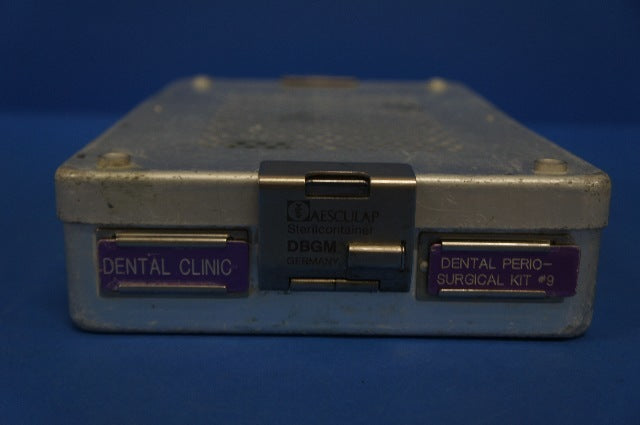 AESCULAP
Sterilcontainer
DBGM
GERMANY
DENTAL CLINIC
DENTAL PERIO-
SURGICAL KIT #9